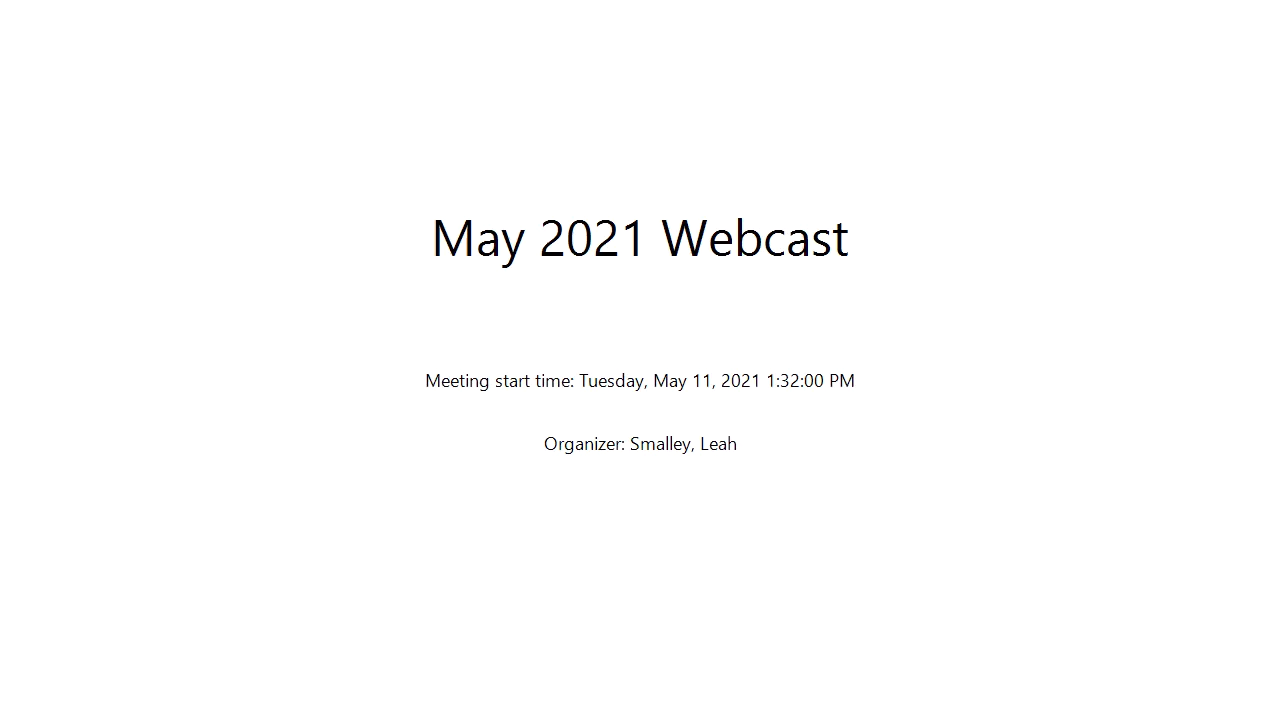 May 2021 Webcast
Meeting start time: Tuesday, May 11, 2021 1:32:00 PM
Organizer: Smalley, Leah